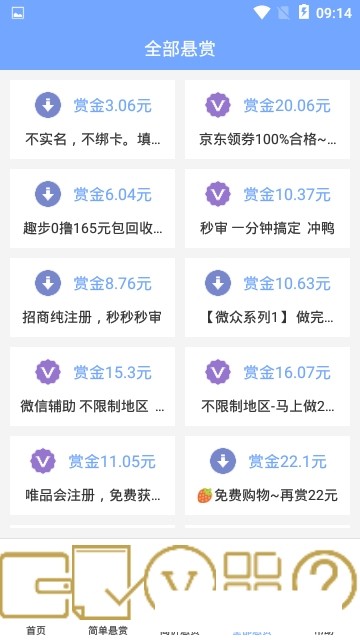 09:14
全部悬赏
赏金3.06元
不实名，不绑卡。填...
赏金20.06元
京东领券100%合格~...
赏金6.04元
趣步0撸165元包回收...
赏金10.37元
秒审 一分钟搞定 冲鸭
赏金8.76元
招商纯注册，秒秒秒审
赏金10.63元
【微众系列1】做完...
赏金15.3元
微信辅助 不限制地区 ...
赏金16.07元
不限制地区-马上做2...
赏金11.05元
唯品会注册，免费获...
赏金22.1元
🍓免费购物~再赏22元
首页
简单悬赏